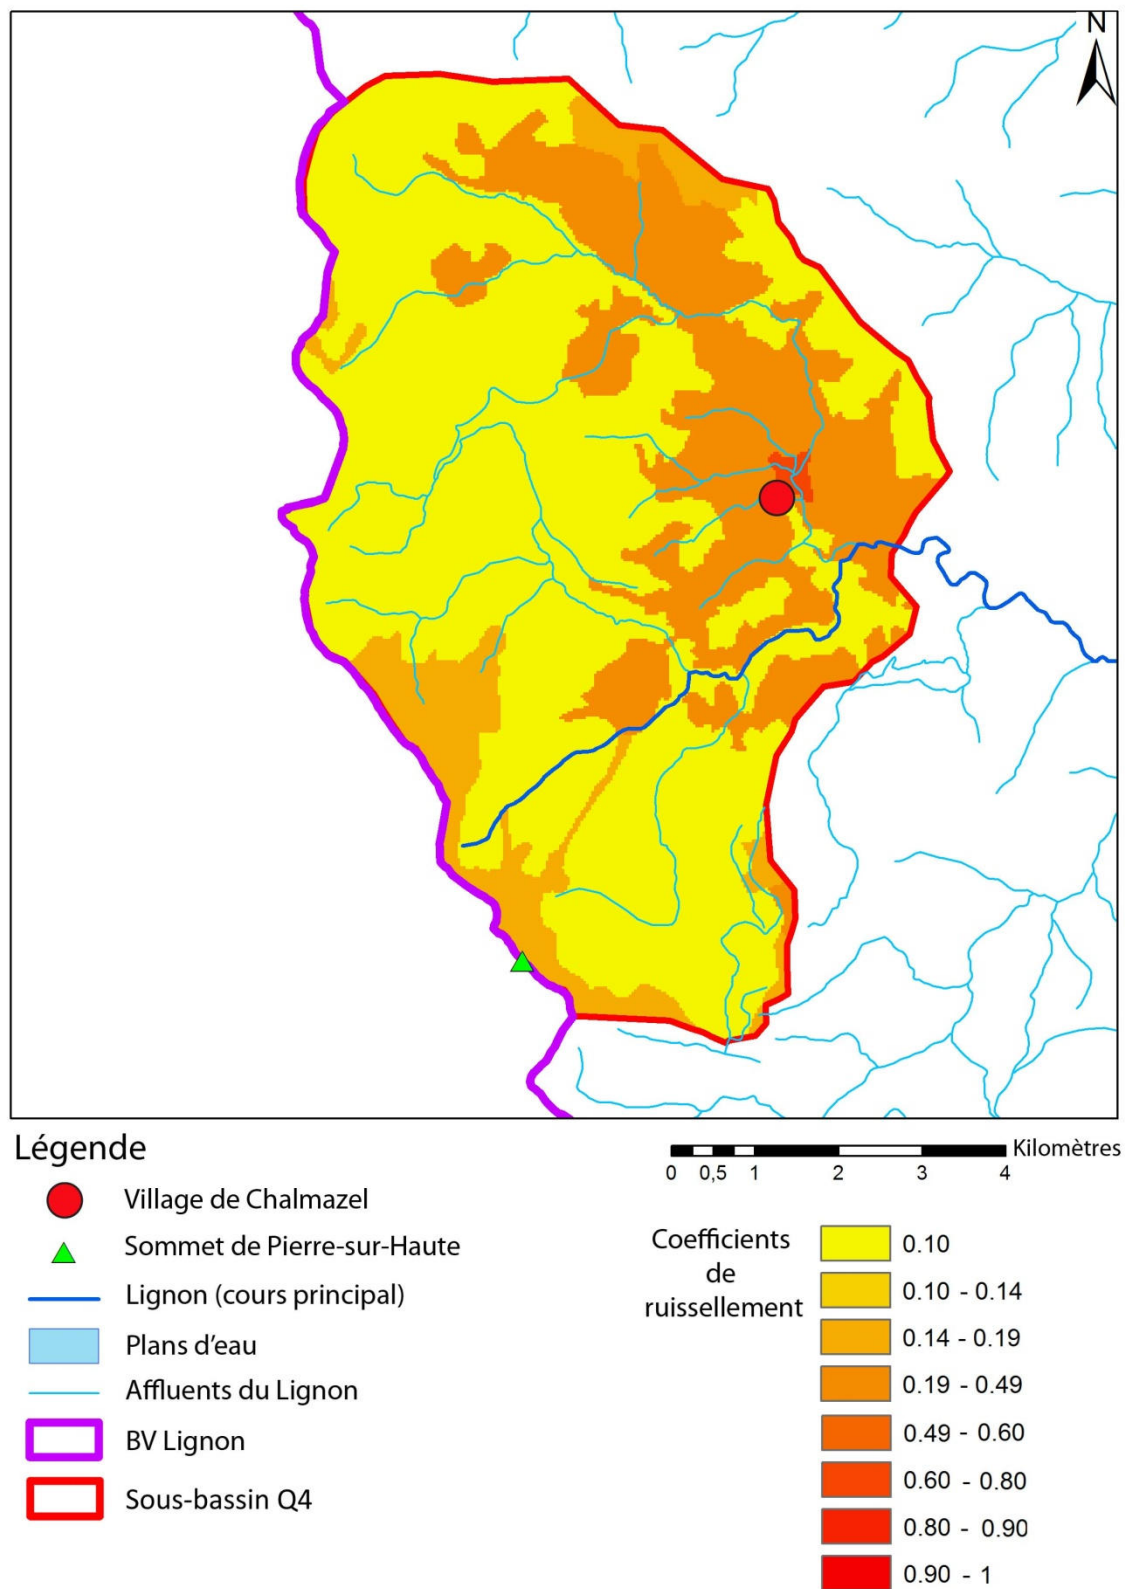 N
Légende
Kilomètres
0 0,5 1 2 3 4
Village de Chalmazel
Sommet de Pierre-sur-Haute
Lignon (cours principal)
Plans d'eau
Affluents du Lignon
BV Lignon
Sous-bassin Q4
Coefficients
de
ruissellement
0.10
0.10 - 0.14
0.14 - 0.19
0.19 - 0.49
0.49 - 0.60
0.60 - 0.80
0.80 - 0.90
0.90 - 1